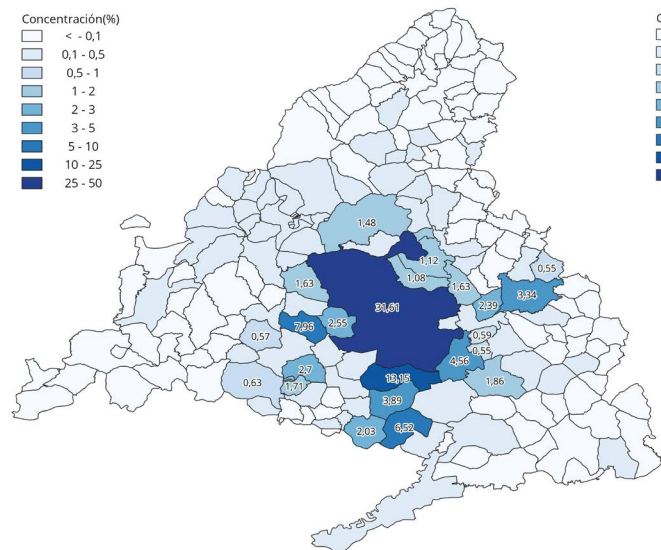 Concentración(%)
< - 0,1
0,1 - 0,5
0,5 - 1
1 - 2
2 - 3
3 - 5
5 - 10
10 - 25
25 - 50
C
1,48
1,12
1,08
1,63
1,63
0,55
3,34
2,39
31,61
7,96
2,55
0,57
0,59
0,55
4,56
2,7
13,15
1,86
0,63
1,71
3,89
2,03
6,52